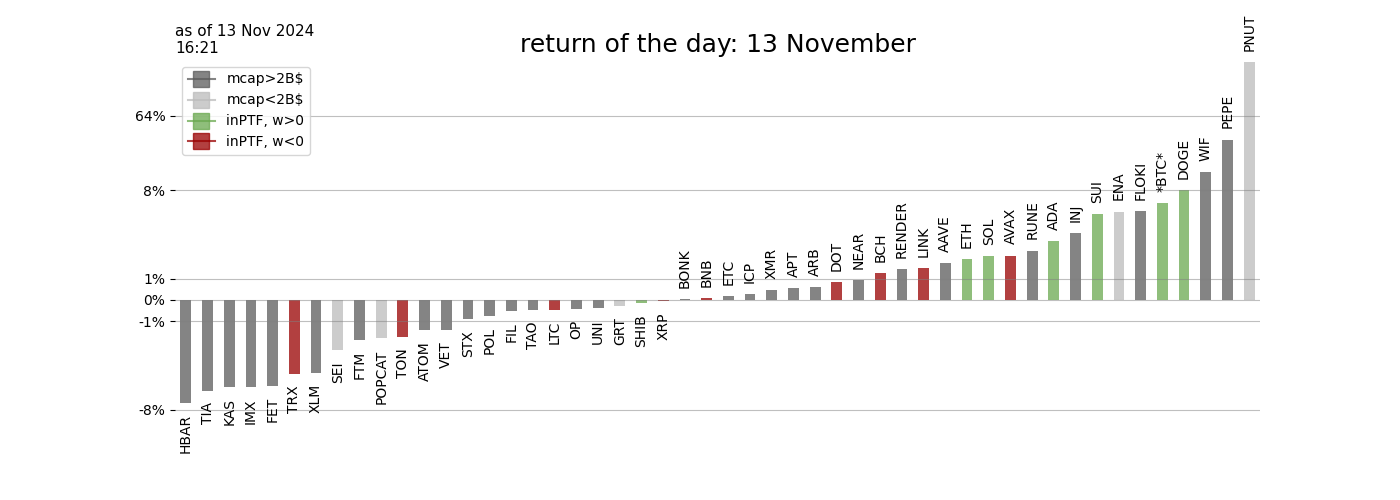 as of 13 Nov 2024
16:21
return of the day: 13 November
mcap>2B$
mcap<2B$
inPTF, w>0
inPTF, w<0
64%
8%
1%
0%
-1%
-8%
HBAR
TIA
KAS
IMX
FET
TRX
XLM
SEI
FTM
POPCAT
TON
ATOM
VET
STX
POL
FIL
TAO
LTC
OP
UNI
GRT
SHIB
XRP
BONK
BNB
ETC
ICP
XMR
APT
ARB
DOT
NEAR
BCH
RENDER
LINK
AAVE
ETH
SOL
AVAX
RUNE
ADA
INJ
SUI
ENA
FLOKI
*BTC*
DOGE
WIF
PEPE
PNUT